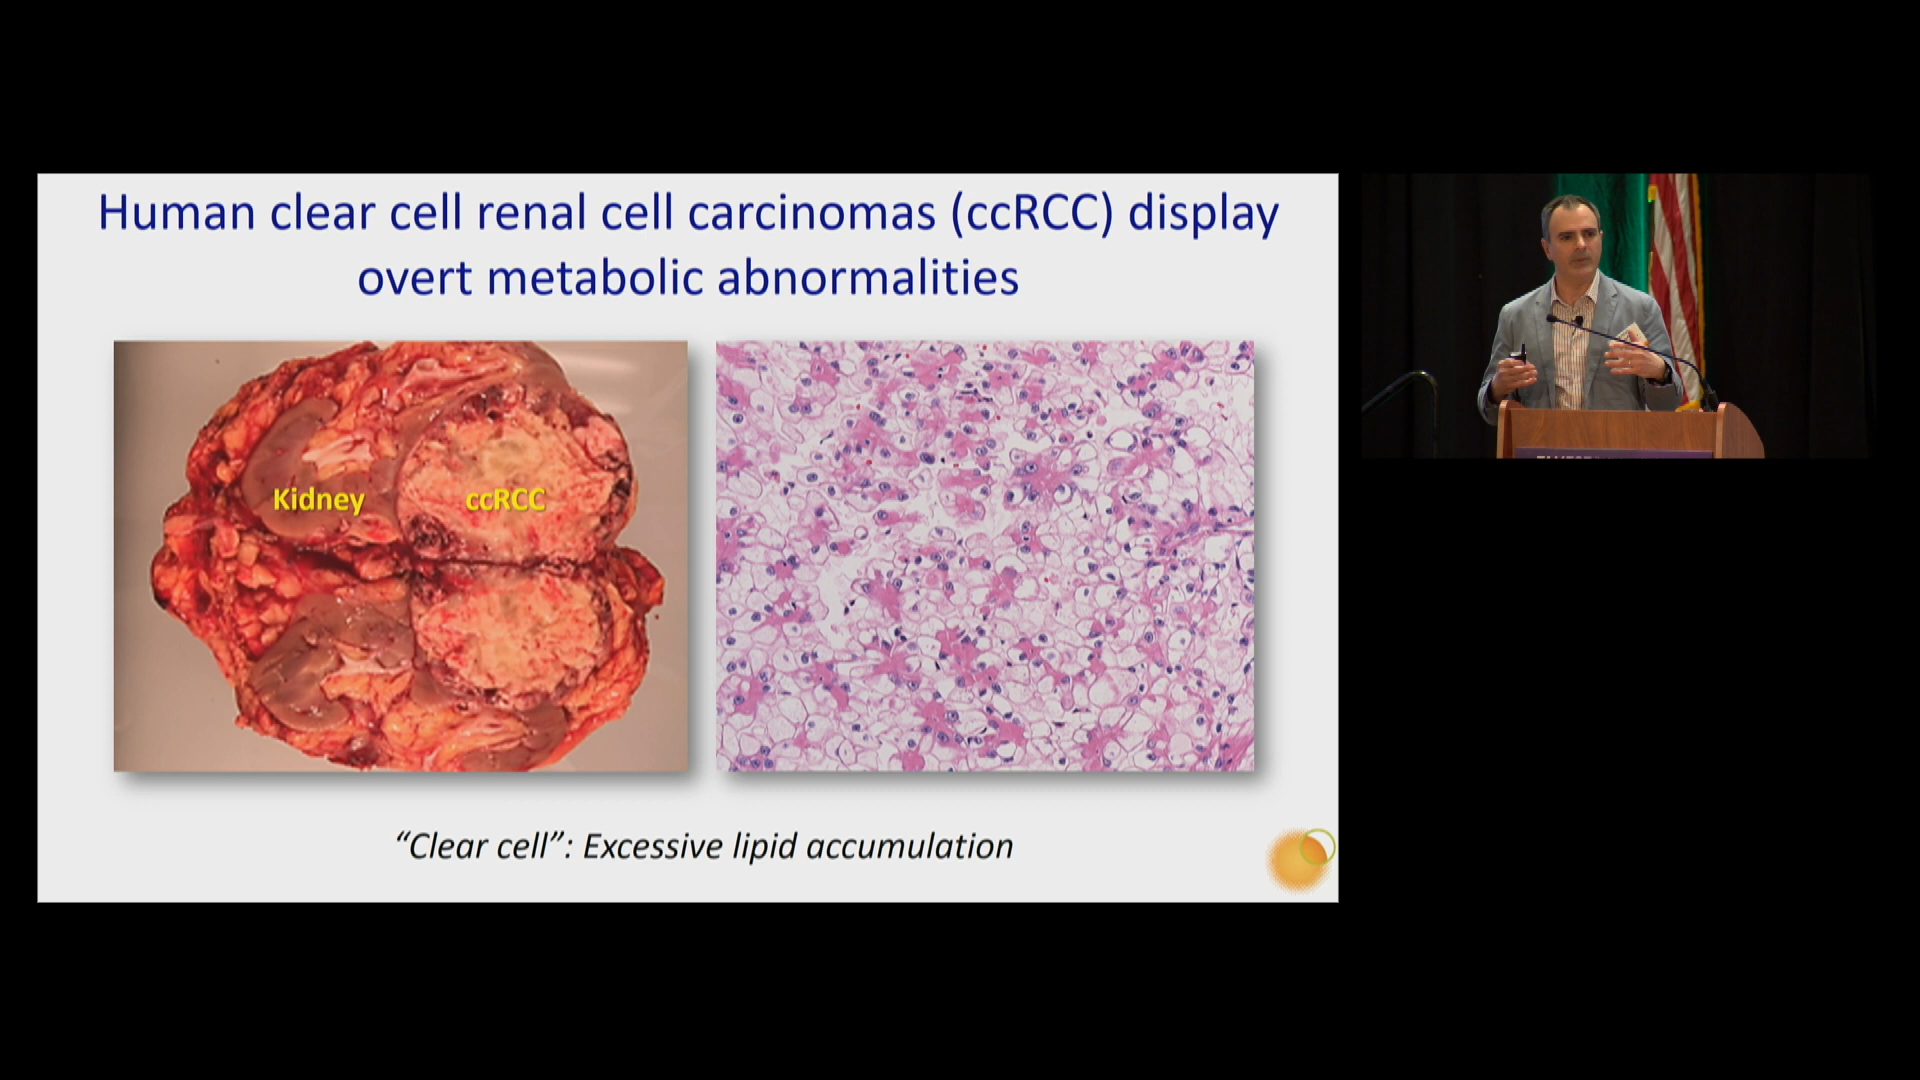 Human clear cell renal cell carcinomas (ccRCC) display
overt metabolic abnormalities
Kidney
ccRCC
“Clear cell”: Excessive lipid accumulation